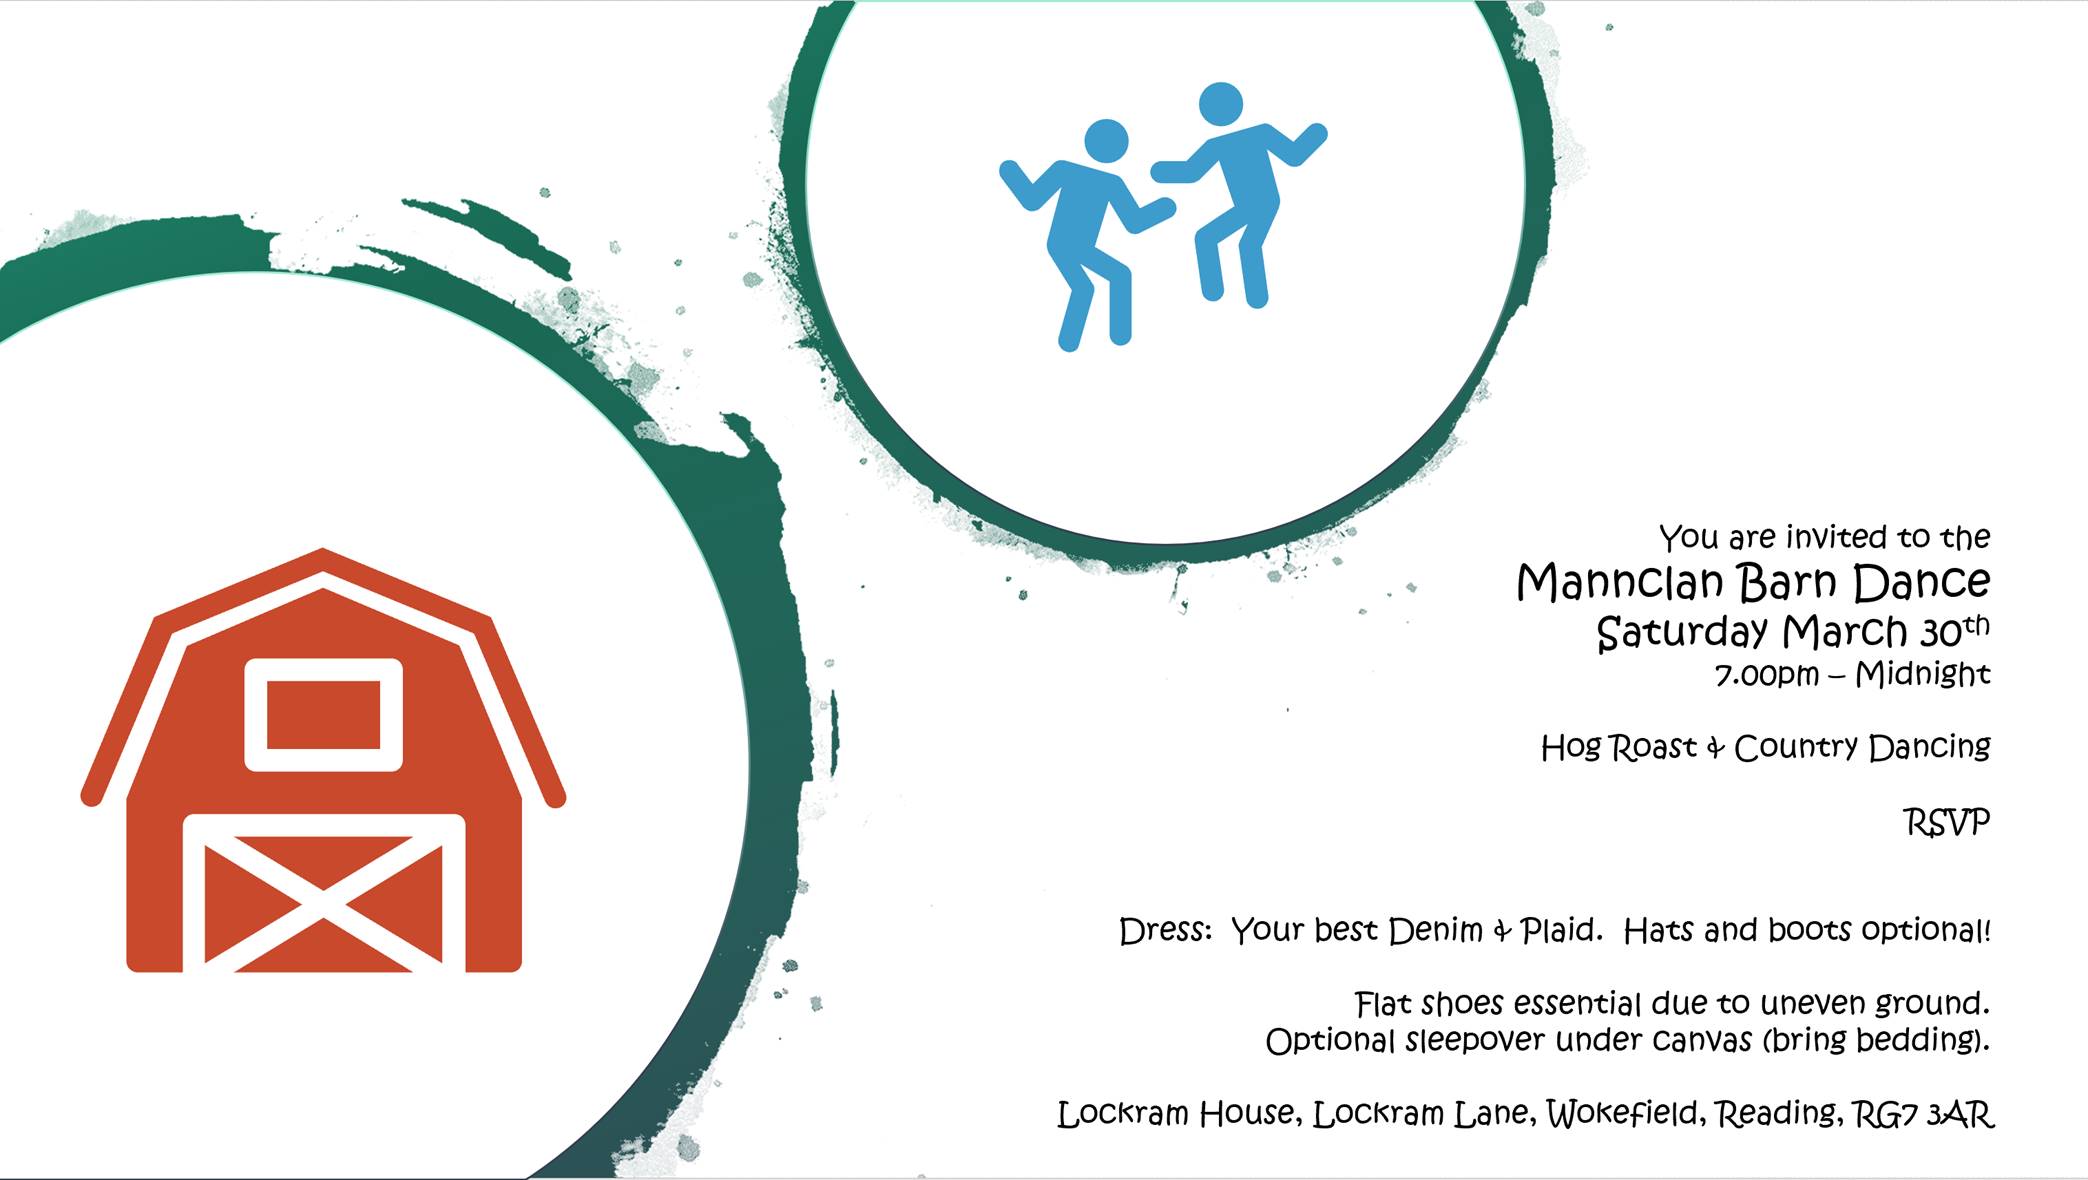 You are invited to the
Mannclan Barn Dance
Saturday March 30th
7.00pm – Midnight
Hog Roast & Country Dancing
RSVP
Dress:  Your best Denim & Plaid.  Hats and boots optional!
Flat shoes essential due to uneven ground.
Optional sleepover under canvas (bring bedding).
Lockram House, Lockram Lane, Wokefield, Reading, RG7 3AR